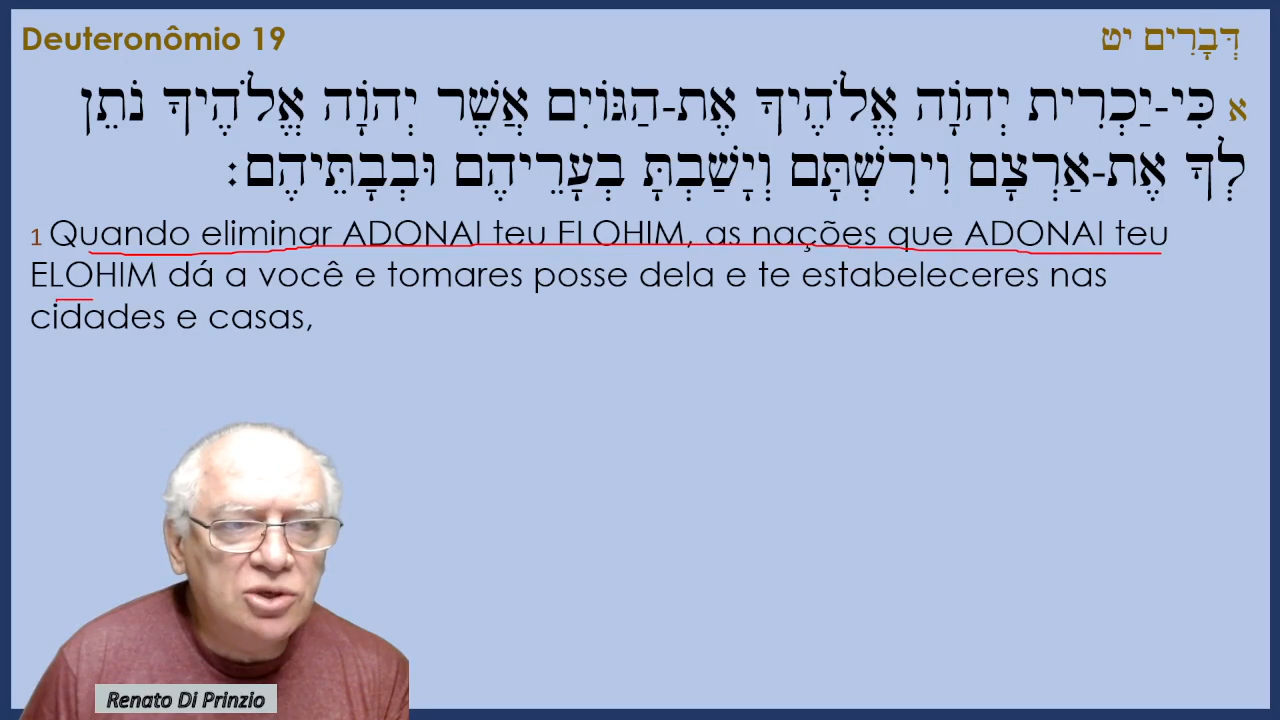 Deuteronômio 19
דְּבָרִים יט
א כִּי-יַכְרִית יְהוָֹה אֱלֹהֶיךָ אֶת-הַגּוֹיִם אֲשֶׁר יְהוָֹה אֱלֹהֶיךָ נֹתֵן
לְךָ אֶת-אַרְצָם וִירִשְׁתָּם וְיָשַׁבְתָּ בְעָרֵיהֶם וּבְבָתֵּיהֶם:
1 Quando eliminar ADONAI teu ELOHIM, as nações que ADONAI teu
ELOHIM dá a você e tomares posse dela e te estabeleceres nas
cidades e casas,
Renato Di Prinzio